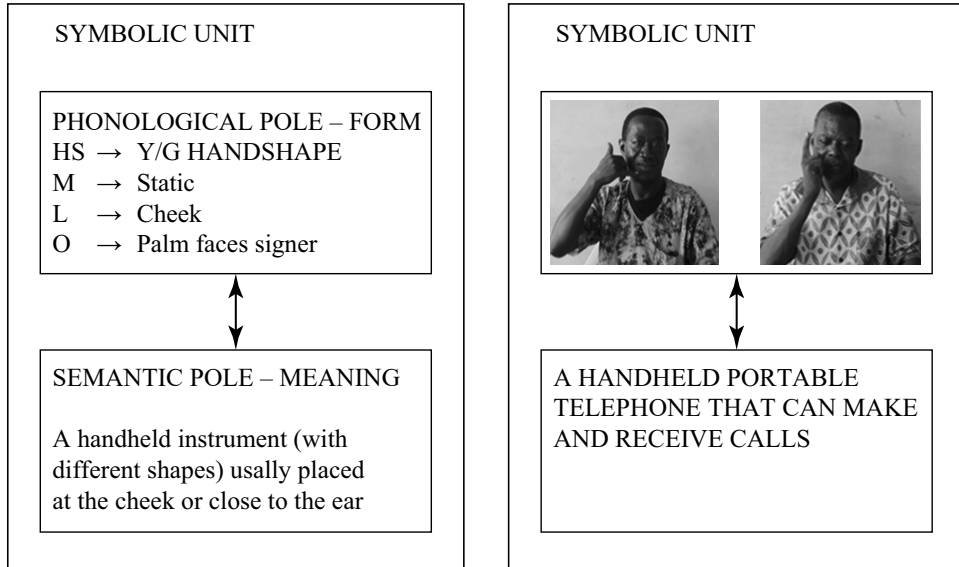 SYMBOLIC UNIT
PHONOLOGICAL POLE – FORM
HS → Y/G HANDSHAPE
M → Static
L → Cheek
O → Palm faces signer
SEMANTIC POLE – MEANING
A handheld instrument (with
different shapes) usally placed
at the cheek or close to the ear
SYMBOLIC UNIT
A HANDHELD PORTABLE
TELEPHONE THAT CAN MAKE
AND RECEIVE CALLS